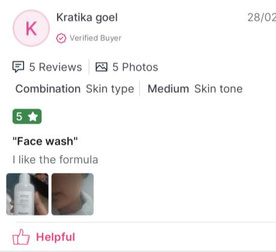 Kratika goel
28/02
K
Verified Buyer
5 Reviews
5 Photos
Combination Skin type
Medium Skin tone
5
"Face wash"
I like the formula
Helpful